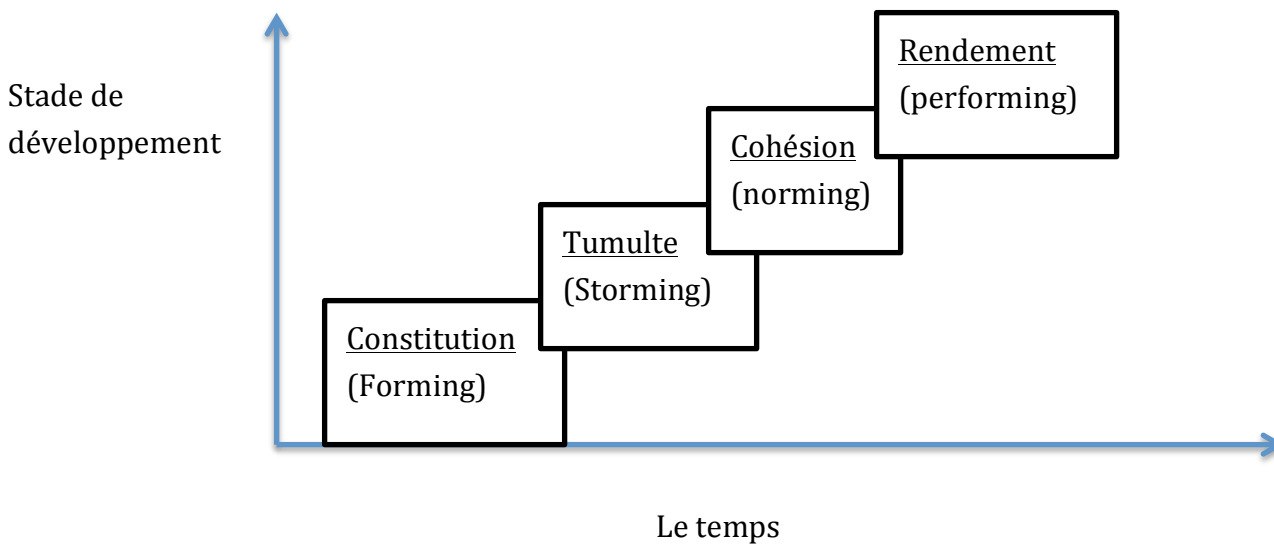 Stade de
développement
Rendement
(performing)
Cohésion
(norming)
Tumulte
(Storming)
Constitution
(Forming)
Le temps